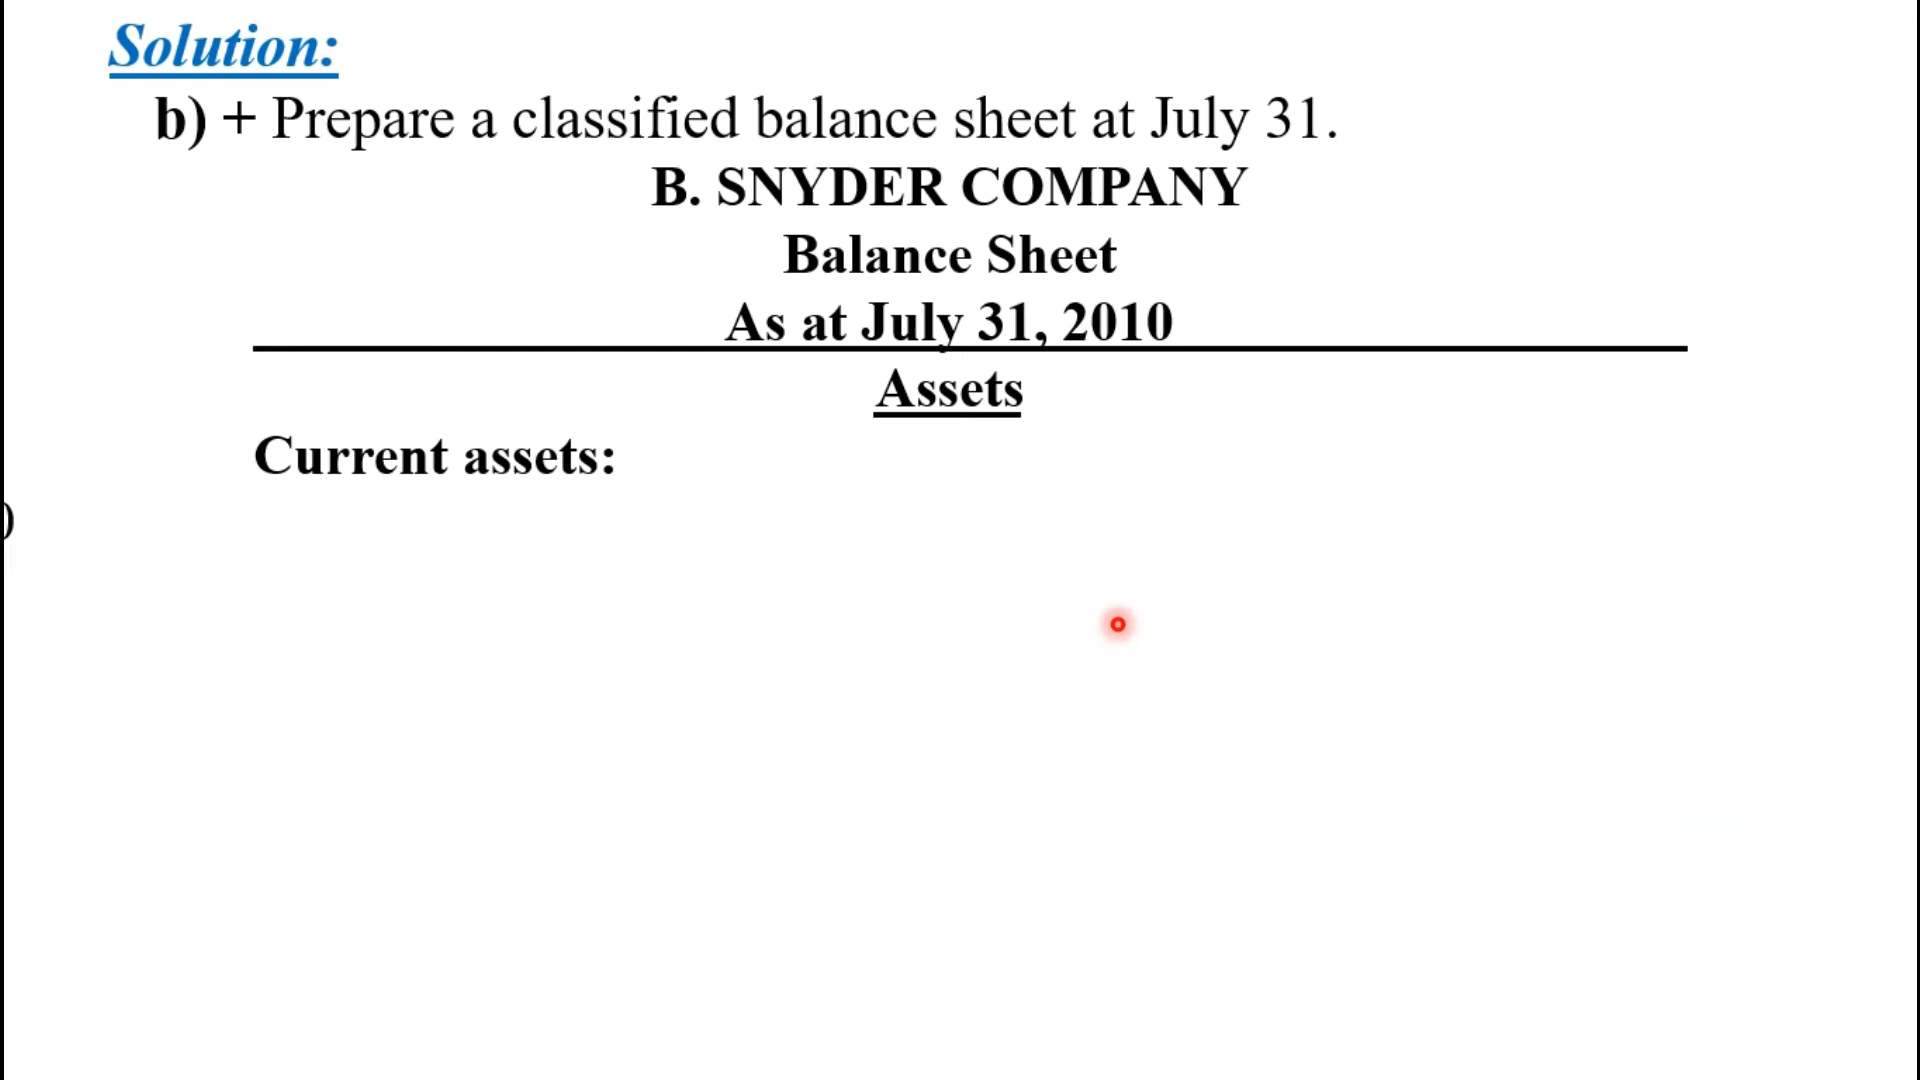 Solution:
b) + Prepare a classified balance sheet at July 31.
B. SNYDER COMPANY
Balance Sheet
As at July 31, 2010
Assets
Current assets:
)